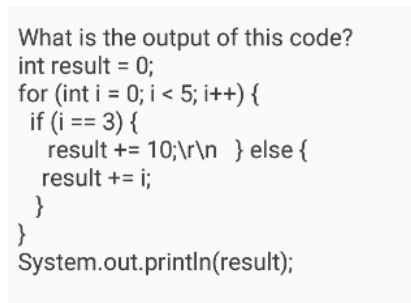 What is the output of this code?
int result = 0;
for (int i = 0; i < 5; i++) {
if (i == 3) {
result += 10;\r\n } else {
result += i;
}
}
System.out.println(result);